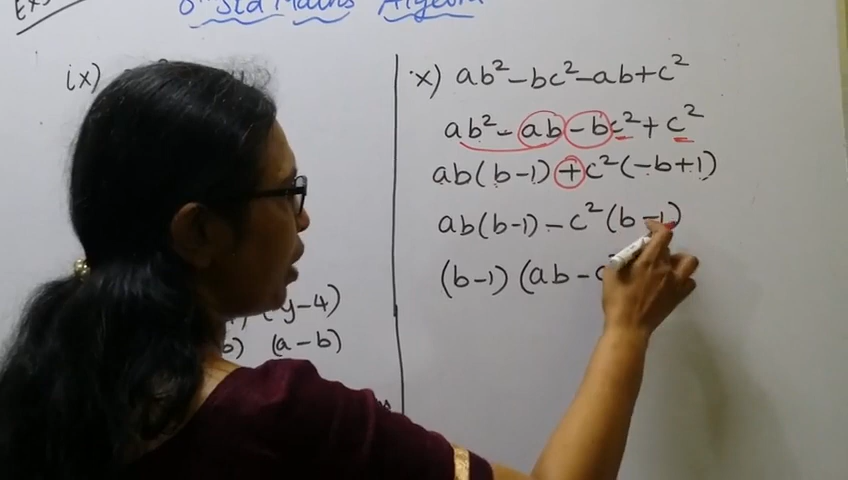 Std Maths Algebra
ix)
y-4)
b) (a-b)
x) ab²-bc²-ab+c²
ab²-ab-bc²+c²
ab(b-1)+c²(-b+1)
ab(b-1)-c²(b-1)
(b-1)(ab-c